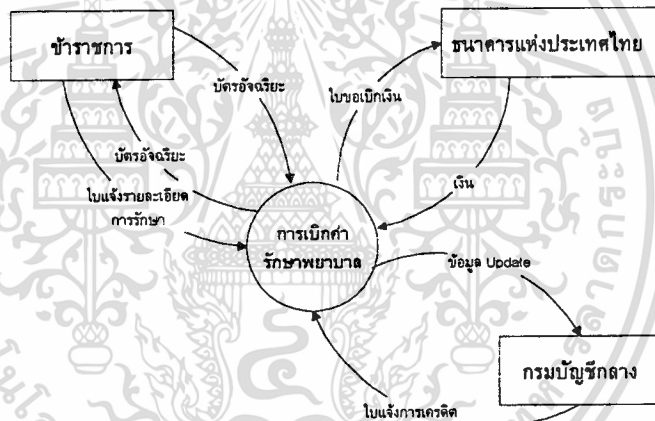 ข้าราชการ
ธนาคารแห่งประเทศไทย
บัตรอัจฉริยะ
ใบขอเบิกเงิน
บัตรอัจฉริยะ
เงิน
ใบแจ้งรายละเอียด
การรักษา
การเบิกค่า
รักษาพยาบาล
ข้อมูล Update
กรมบัญชีกลาง
ใบแจ้งการเครดิต